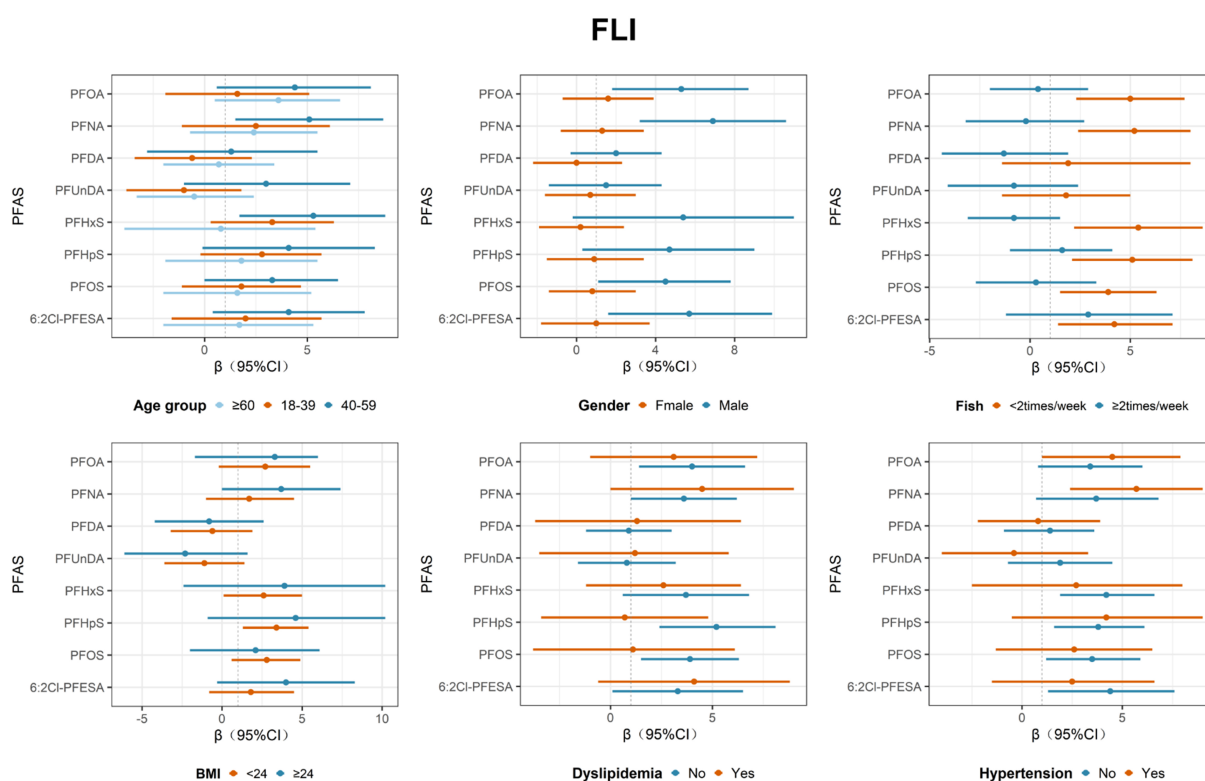 FLI
PFAS
PFOA
PFNA
PFDA
PFUnDA
PFHxS
PFHpS
PFOS
6:2Cl-PFESA
0 5
β（95%CI）
Age group ≥60 18-39 40-59
PFAS
PFOA
PFNA
PFDA
PFUnDA
PFHxS
PFHpS
PFOS
6:2Cl-PFESA
0 4 8
β（95%CI）
Gender Fmale Male
PFAS
PFOA
PFNA
PFDA
PFUnDA
PFHxS
PFHpS
PFOS
6:2Cl-PFESA
-5 0 5
β（95%CI）
Fish <2times/week ≥2times/week
PFAS
PFOA
PFNA
PFDA
PFUnDA
PFHxS
PFHpS
PFOS
6:2Cl-PFESA
-5 0 5 10
β（95%CI）
BMI <24 ≥24
PFAS
PFOA
PFNA
PFDA
PFUnDA
PFHxS
PFHpS
PFOS
6:2Cl-PFESA
0 5
β（95%CI）
Dyslipidemia No Yes
PFAS
PFOA
PFNA
PFDA
PFUnDA
PFHxS
PFHpS
PFOS
6:2Cl-PFESA
0 5
β（95%CI）
Hypertension No Yes